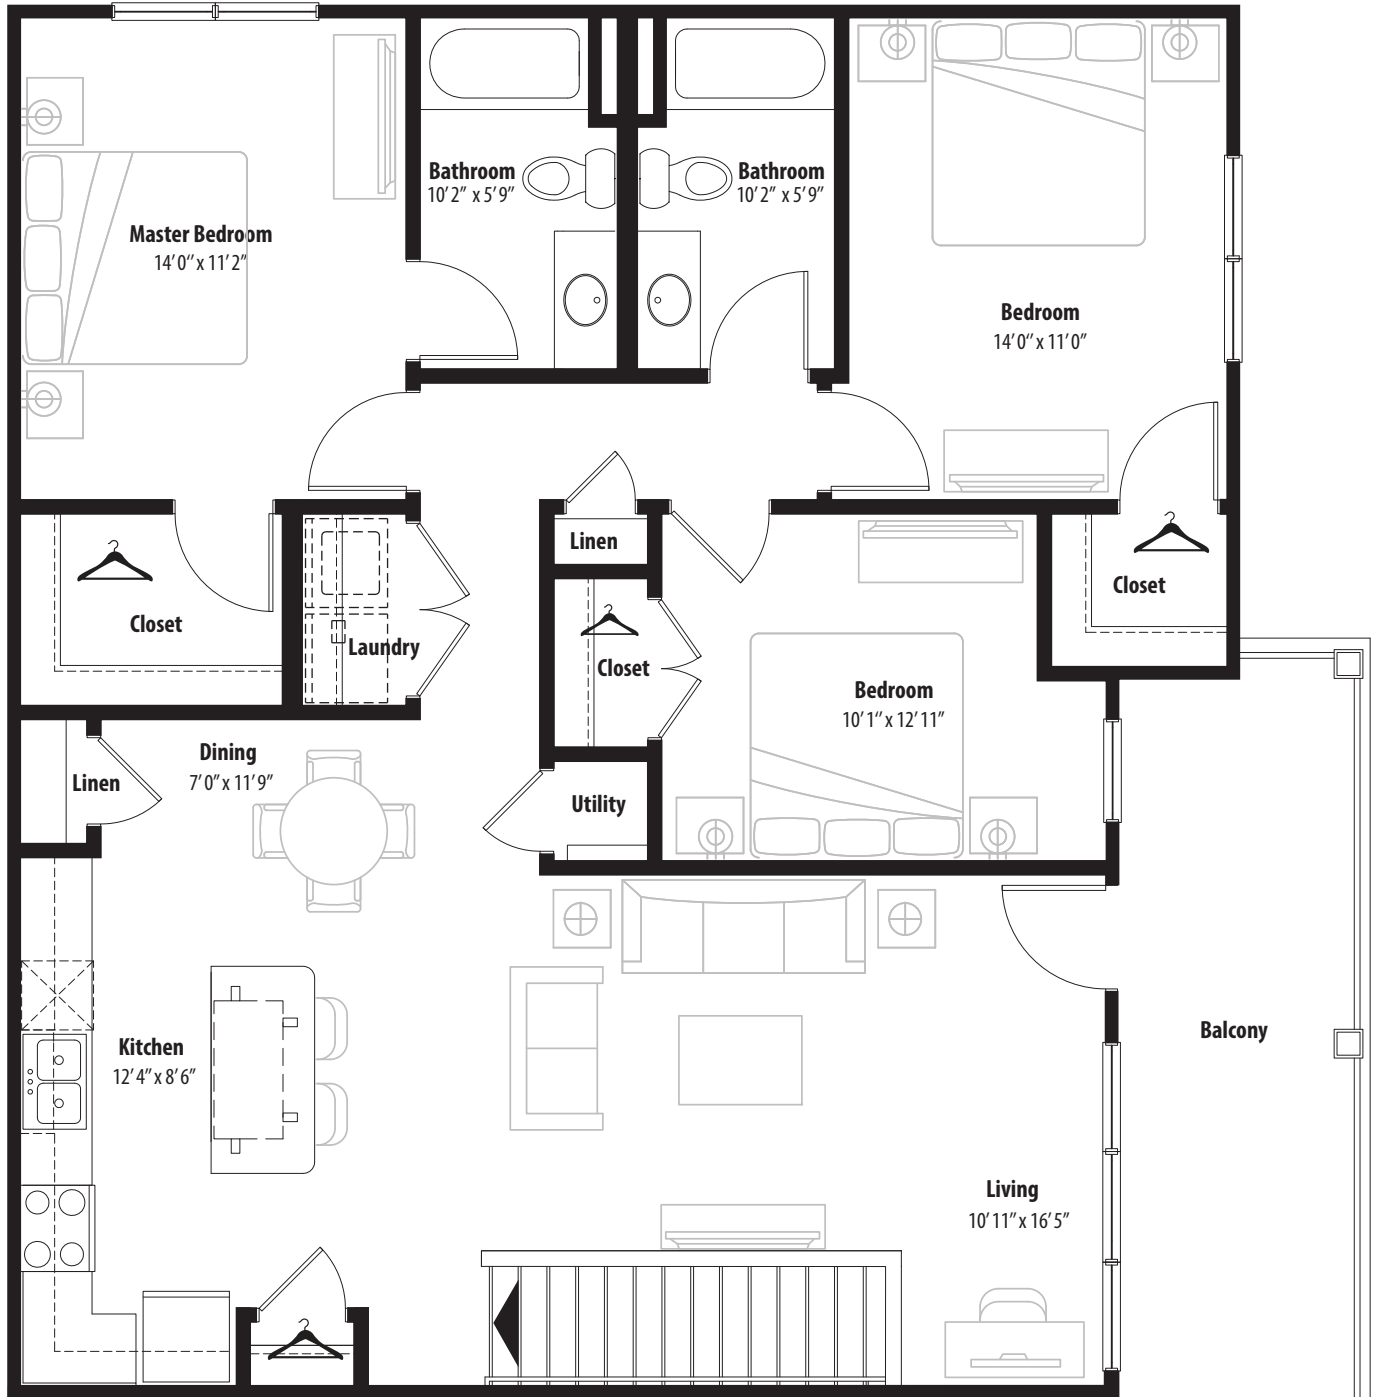 Bathroom
10'2" x 5'9"
Bathroom
10'2" x 5'9"
Master Bedroom
14'0" x 11'2"
Bedroom
14'0" x 11'0"
Linen
Closet
Closet
Laundry
Closet
Bedroom
10'1" x 12'11"
Dining
7'0" x 11'9"
Linen
Utility
Kitchen
12'4" x 8'6"
Balcony
Living
10'11" x 16'5"